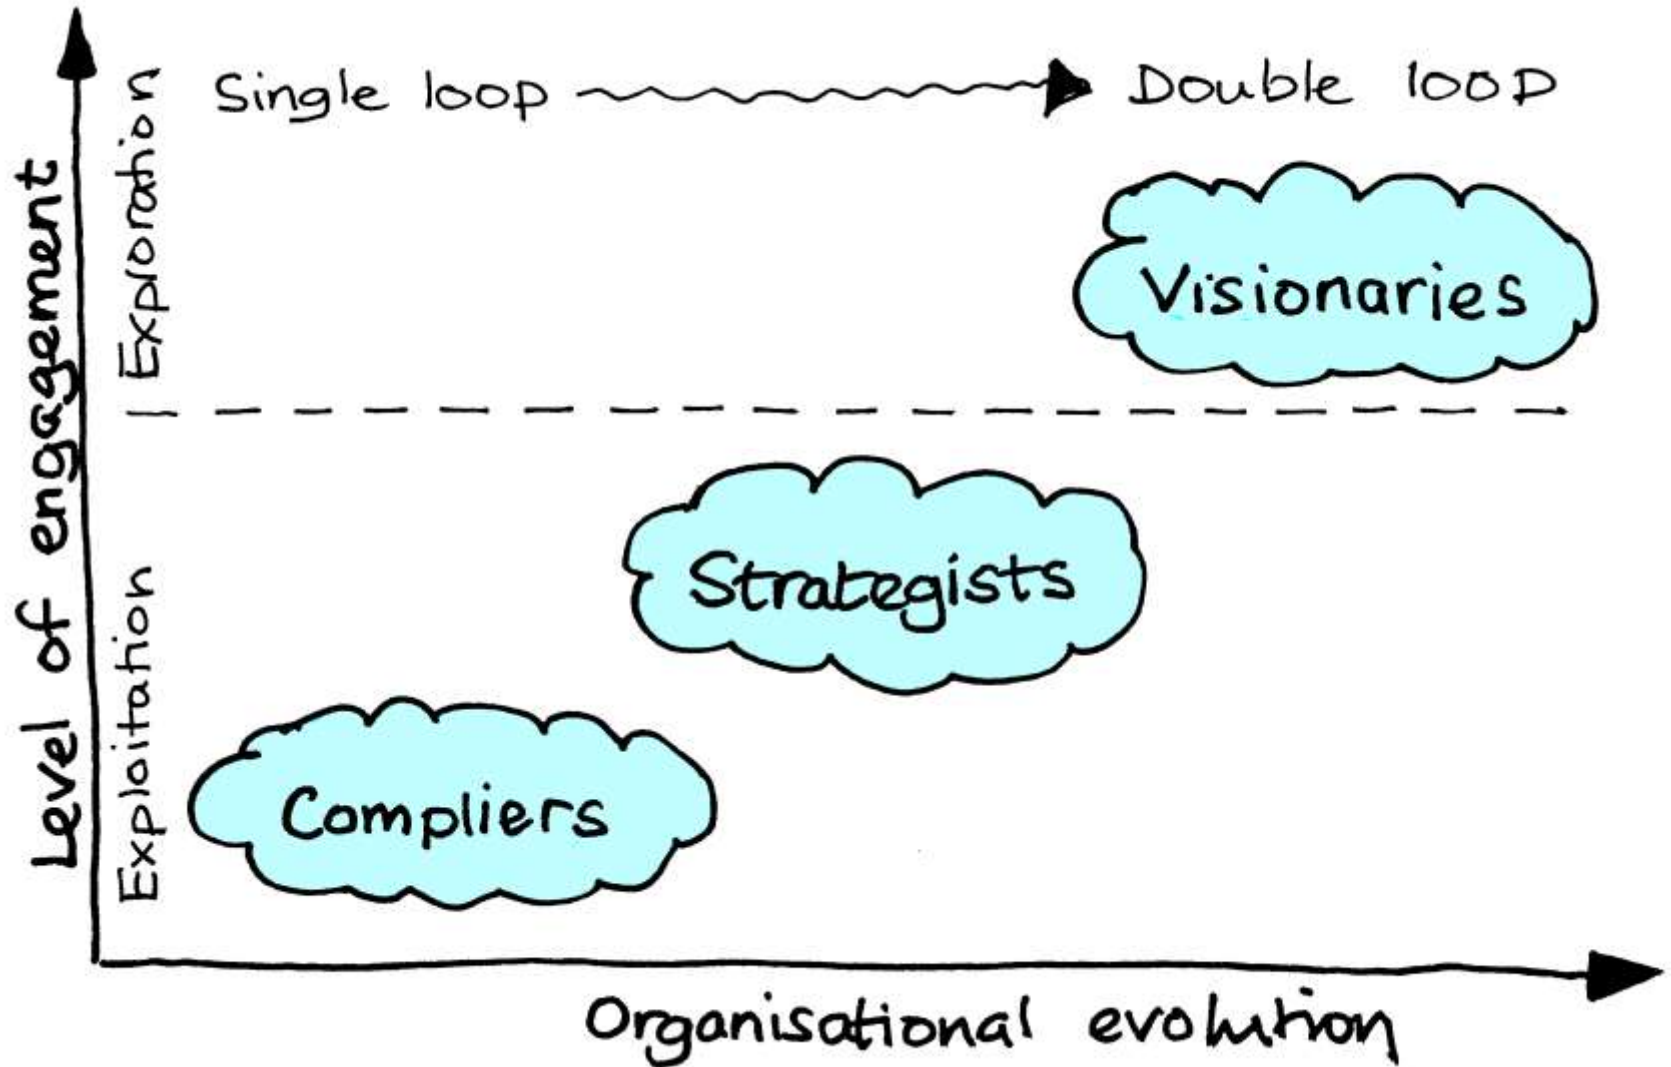 Single loop
Double loop
Exploration
Level of engagement
Visionaries
Strategists
Exploitation
Compliers
Organisational evolution